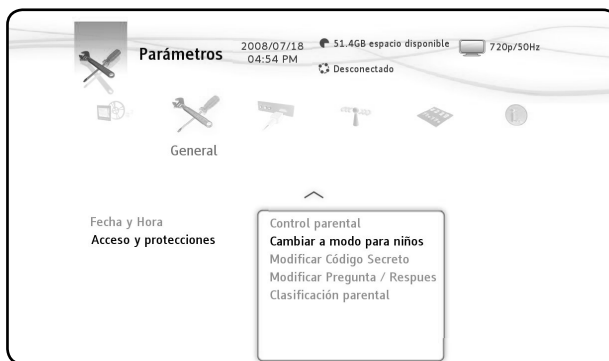 Parámetros
2008/07/18
04:54 PM
51.4GB espacio disponible
Desconectado
720p/50Hz
General
Fecha y Hora
Acceso y protecciones
Control parental
Cambiar a modo para niños
Modificar Código Secreto
Modificar Pregunta / Respues
Clasificación parental